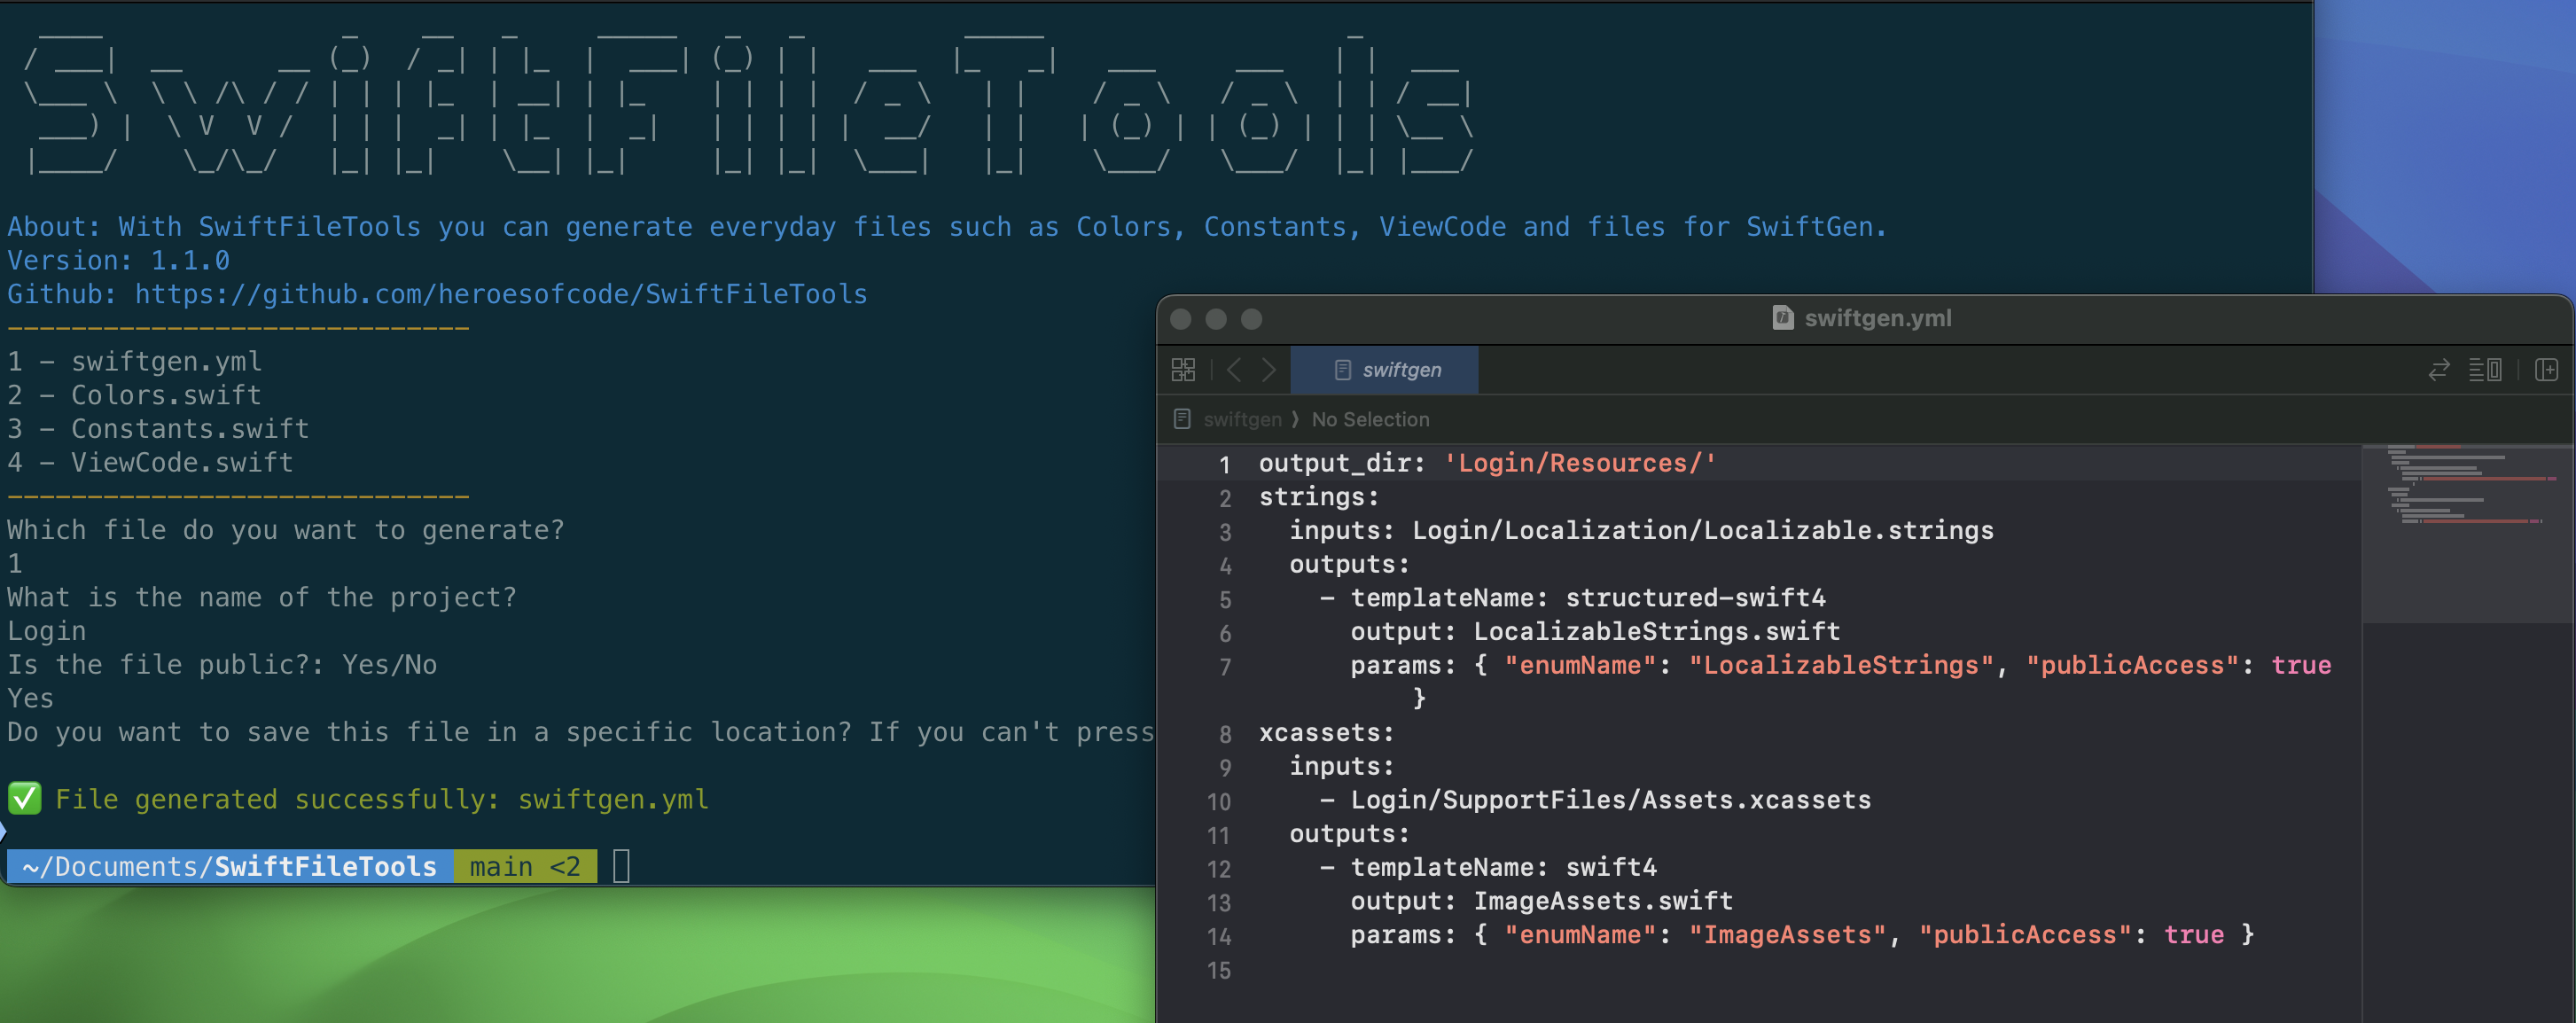 SwiftFileTools
About: With SwiftFileTools you can generate everyday files such as Colors, Constants, ViewCode and files for SwiftGen.
Version: 1.1.0
Github: https://github.com/heroesofcode/SwiftFileTools
-----------------------------
1 - swiftgen.yml
2 - Colors.swift
3 - Constants.swift
4 - ViewCode.swift
-----------------------------
Which file do you want to generate?
1
What is the name of the project?
Login
Is the file public?: Yes/No
Yes
Do you want to save this file in a specific location? If you can't press
✅ File generated successfully: swiftgen.yml
~/Documents/SwiftFileTools main <2
swiftgen.yml
swiftgen
swiftgen ⟩ No Selection
1 output_dir: 'Login/Resources/'
2 strings:
3   inputs: Login/Localization/Localizable.strings
4   outputs:
5     - templateName: structured-swift4
6       output: LocalizableStrings.swift
7       params: { "enumName": "LocalizableStrings", "publicAccess": true
}
8 xcassets:
9   inputs:
10     - Login/SupportFiles/Assets.xcassets
11   outputs:
12     - templateName: swift4
13       output: ImageAssets.swift
14       params: { "enumName": "ImageAssets", "publicAccess": true }
15